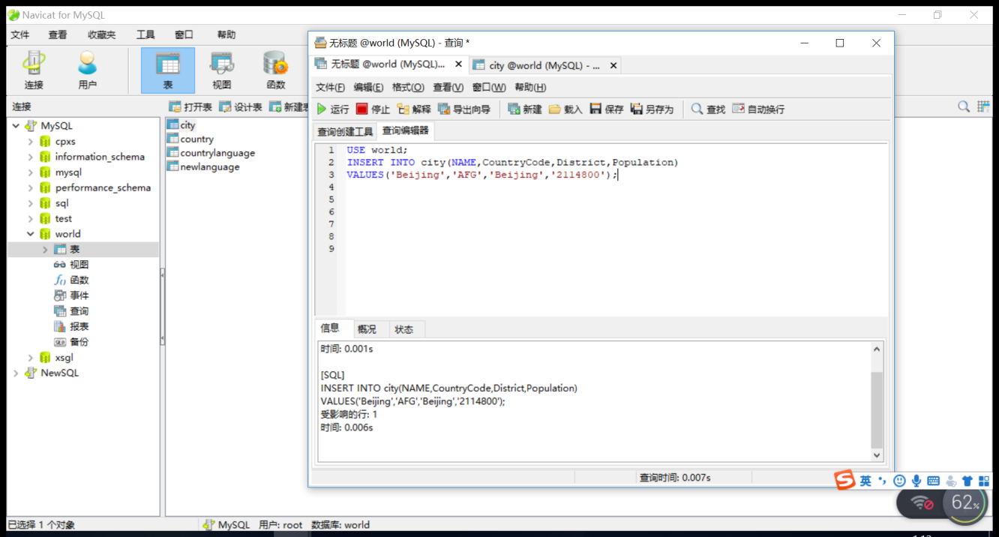 Navicat for MySQL
文件 查看 收藏夹 工具 窗口 帮助
连接 用户 表 视图 函数
连接
打开表 设计表 新建表
MySQL
cpxs
information_schema
mysql
performance_schema
sql
test
world
表
视图
函数
事件
查询
报表
备份
xsgl
NewSQL
city
country
countrylanguage
newlanguage
无标题 @world (MySQL) - 查询 *
无标题 @world (MySQL)...
city @world (MySQL) - ...
文件(F) 编辑(E) 格式(O) 查看(V) 窗口(W) 帮助(H)
运行 停止 解释 导出向导 新建 载入 保存 另存为 查找 自动换行
查询创建工具 查询编辑器
1 USE world;
2 INSERT INTO city(NAME,CountryCode,District,Population)
3 VALUES('Beijing','AFG','Beijing','2114800');
4
5
6
7
8
9
信息 概况 状态
时间: 0.001s
[SQL]
INSERT INTO city(NAME,CountryCode,District,Population)
VALUES('Beijing','AFG','Beijing','2114800');
受影响的行: 1
时间: 0.006s
查询时间: 0.007s
英
62%
已选择 1 个对象 MySQL 用户: root 数据库: world